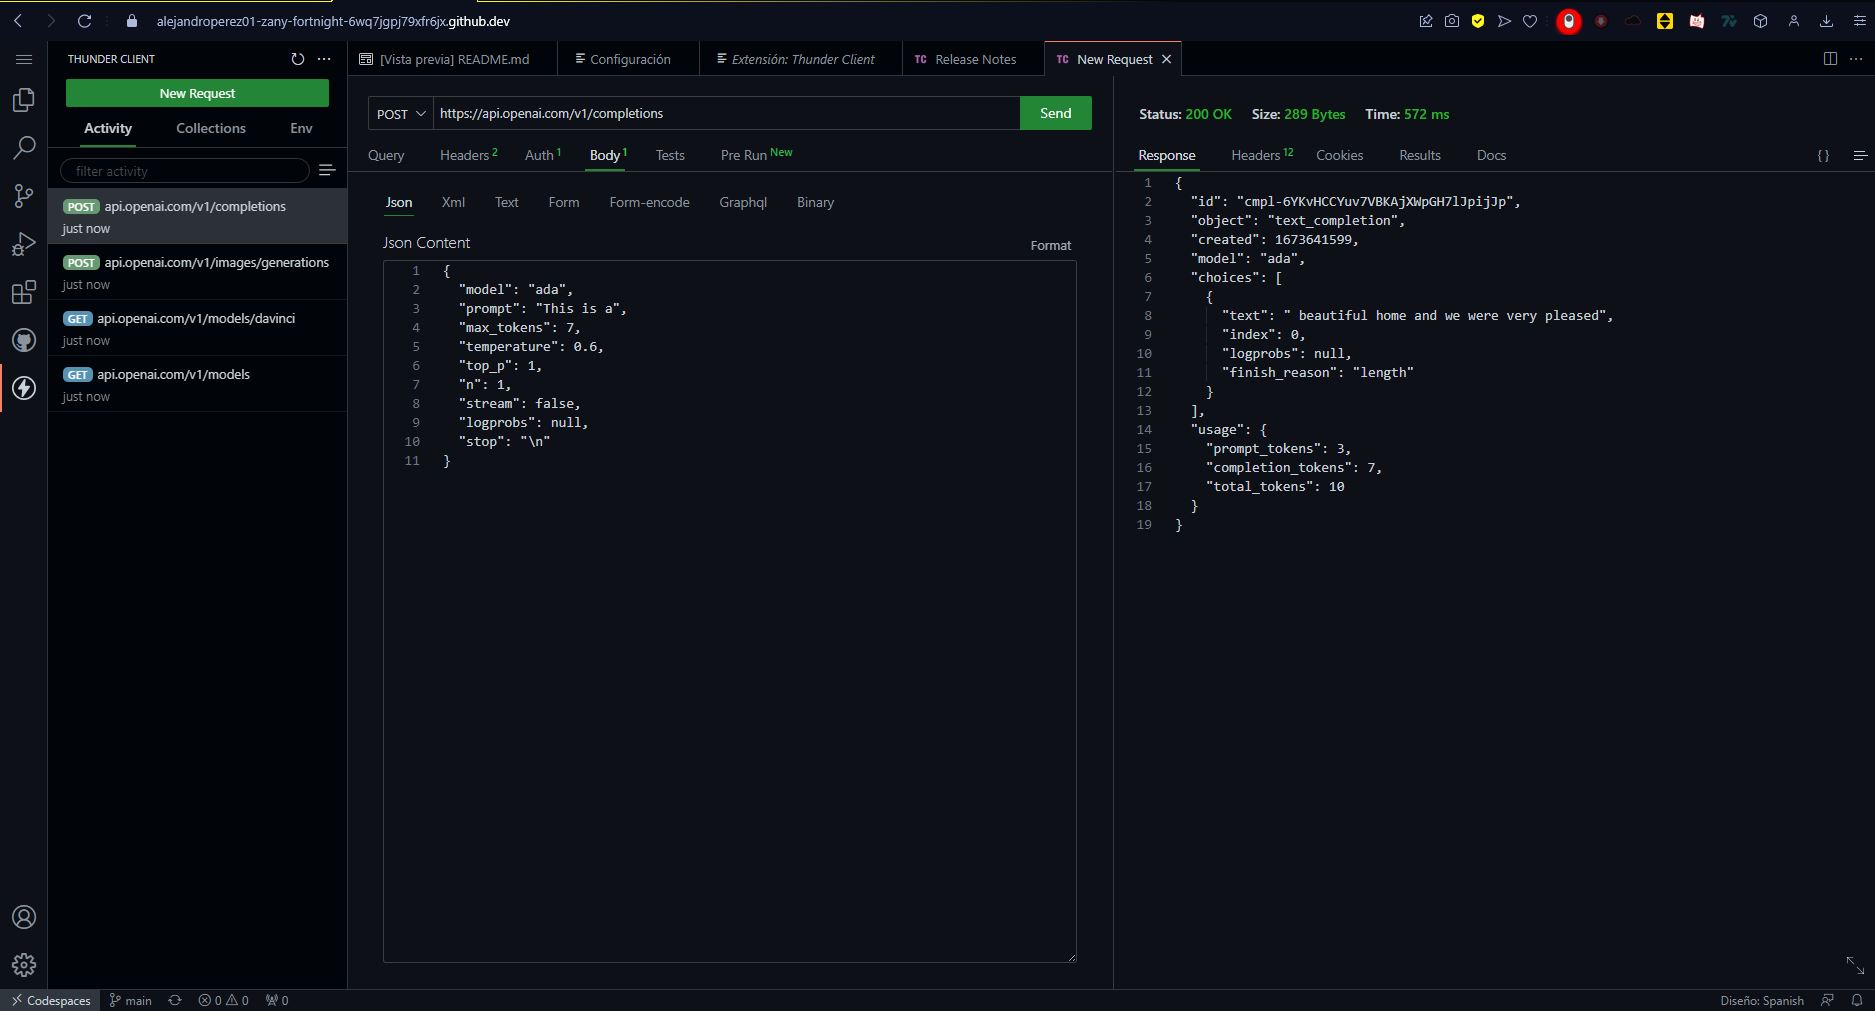 alejandroperez01-zany-fortnight-6wq7jgpj79xfr6jx.github.dev
THUNDER CLIENT
New Request
Activity
Collections
Env
filter activity
POST api.openai.com/v1/completions
just now
POST api.openai.com/v1/images/generations
just now
GET api.openai.com/v1/models/davinci
just now
GET api.openai.com/v1/models
just now
[Vista previa] README.md
Configuración
Extensión: Thunder Client
TC Release Notes
TC New Request
POST
https://api.openai.com/v1/completions
Send
Query
Headers 2
Auth 1
Body 1
Tests
Pre Run New
Json
Xml
Text
Form
Form-encode
Graphql
Binary
Json Content
Format
1 {
2 "model": "ada",
3 "prompt": "This is a",
4 "max_tokens": 7,
5 "temperature": 0.6,
6 "top_p": 1,
7 "n": 1,
8 "stream": false,
9 "logprobs": null,
10 "stop": "\n"
11 }
Status: 200 OK Size: 289 Bytes Time: 572 ms
Response
Headers 12
Cookies
Results
Docs
{ }
1 {
2 "id": "cmpl-6YKvHCCYuv7VBKAjXWpGH7lJpijJp",
3 "object": "text_completion",
4 "created": 1673641599,
5 "model": "ada",
6 "choices": [
7 {
8 "text": " beautiful home and we were very pleased",
9 "index": 0,
10 "logprobs": null,
11 "finish_reason": "length"
12 }
13 ],
14 "usage": {
15 "prompt_tokens": 3,
16 "completion_tokens": 7,
17 "total_tokens": 10
18 }
19 }
Codespaces
main
0
0
0
Diseño: Spanish